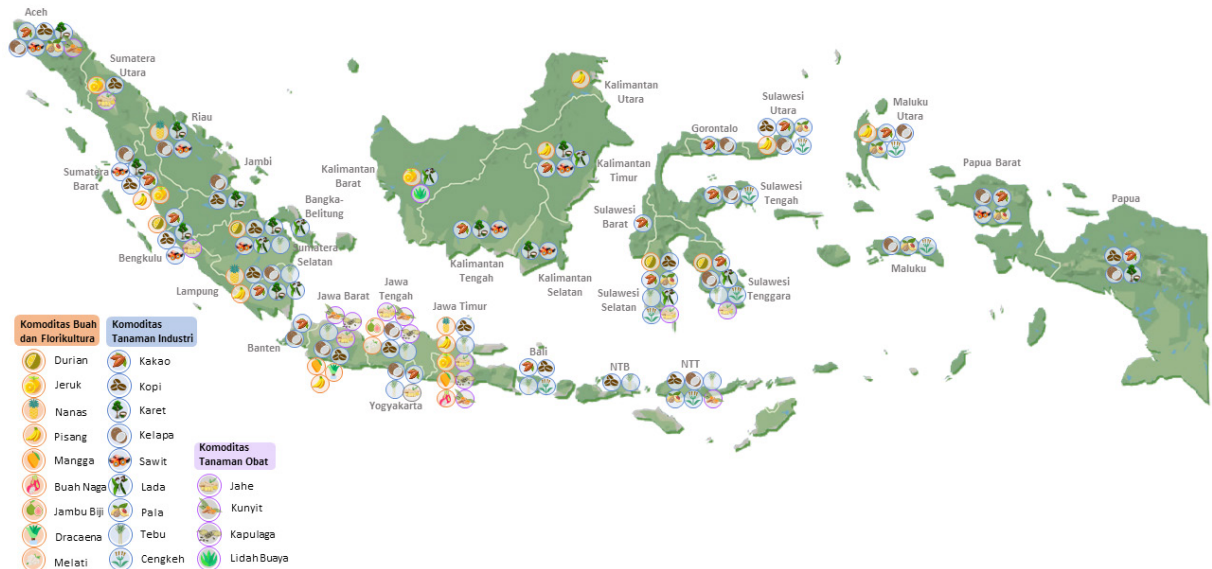 Aceh
Sumatera
Utara
Riau
Jambi
Sumatera
Barat
Bangka-
Belitung
Sumatera
Selatan
Bengkulu
Lampung
Kalimantan
Utara
Kalimantan
Barat
Kalimantan
Timur
Kalimantan
Tengah
Kalimantan
Selatan
Gorontalo
Sulawesi
Utara
Maluku
Utara
Sulawesi
Barat
Sulawesi
Tengah
Sulawesi
Selatan
Sulawesi
Tenggara
Maluku
Papua Barat
Papua
Banten
Jawa Barat
Jawa
Tengah
Yogyakarta
Jawa Timur
Bali
NTB
NTT
Komoditas Buah
dan Florikultura
Durian
Jeruk
Nanas
Pisang
Mangga
Buah Naga
Jambu Biji
Dracaena
Melati
Komoditas
Tanaman Industri
Kakao
Kopi
Karet
Kelapa
Sawit
Lada
Pala
Tebu
Cengkeh
Komoditas
Tanaman Obat
Jahe
Kunyit
Kapulaga
Lidah Buaya